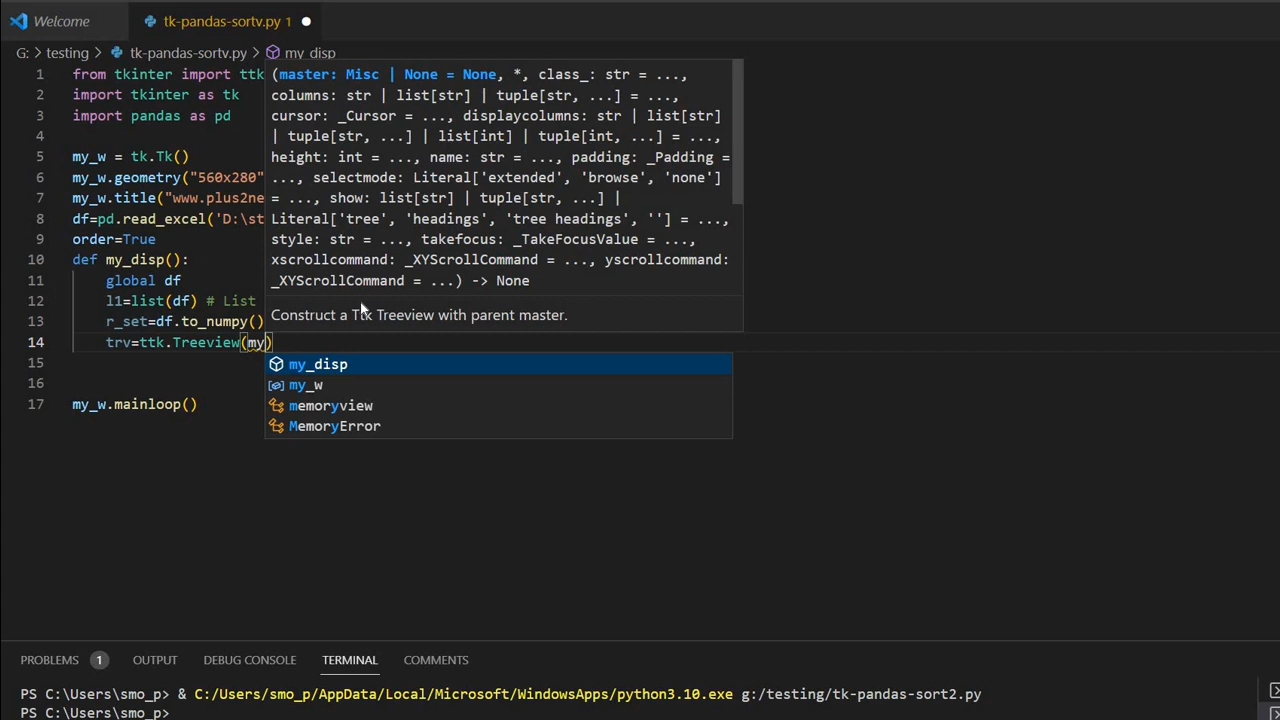 Welcome tk-pandas-sortv.py 1
G: > testing > tk-pandas-sortv.py > my_disp
1 from tkinter import ttk
2 import tkinter as tk
3 import pandas as pd
4
5 my_w = tk.Tk()
6 my_w.geometry("560x280"
7 my_w.title("www.plus2ne
8 df=pd.read_excel('D:\st
9 order=True
10 def my_disp():
11 global df
12 l1=list(df) # List
13 r_set=df.to_numpy()
14 trv=ttk.Treeview(my)
15
16
17 my_w.mainloop()
(master: Misc | None = None, *, class_: str = ...,
columns: str | list[str] | tuple[str, ...] = ...,
cursor: _Cursor = ..., displaycolumns: str | list[str]
| tuple[str, ...] | list[int] | tuple[int, ...] = ...,
height: int = ..., name: str = ..., padding: _Padding =
..., selectmode: Literal['extended', 'browse', 'none']
= ..., show: list[str] | tuple[str, ...] |
Literal['tree', 'headings', 'tree headings', ''] = ...,
style: str = ..., takefocus: _TakeFocusValue = ...,
xscrollcommand: _XYScrollCommand = ..., yscrollcommand:
_XYScrollCommand = ...) -> None
Construct a Ttk Treeview with parent master.
my_disp
my_w
memoryview
MemoryError
PROBLEMS 1 OUTPUT DEBUG CONSOLE TERMINAL COMMENTS
PS C:\Users\smo_p> & C:/Users/smo_p/AppData/Local/Microsoft/WindowsApps/python3.10.exe g:/testing/tk-pandas-sort2.py
PS C:\Users\smo_p>